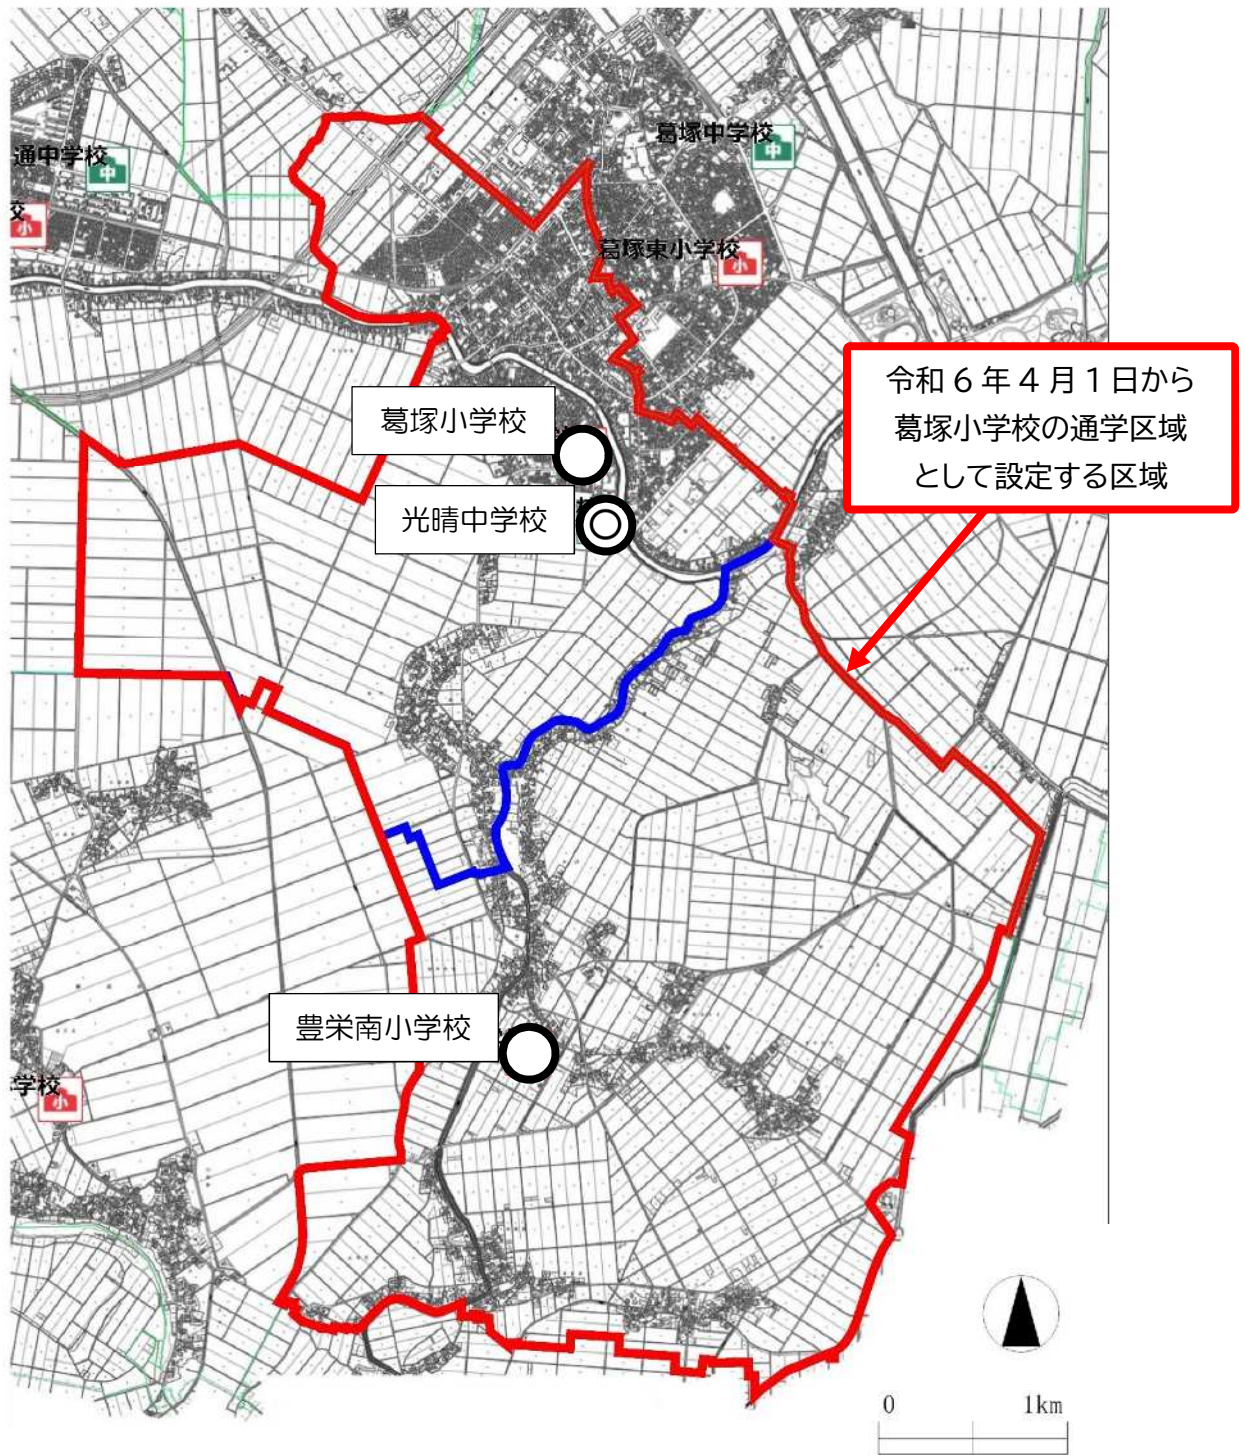 葛塚中学校
中
通中学校
中
校
小
葛塚東小学校
小
令和6年4月1日から
葛塚小学校の通学区域
として設定する区域
葛塚小学校
光晴中学校
豊栄南小学校
学校
小
0 1km